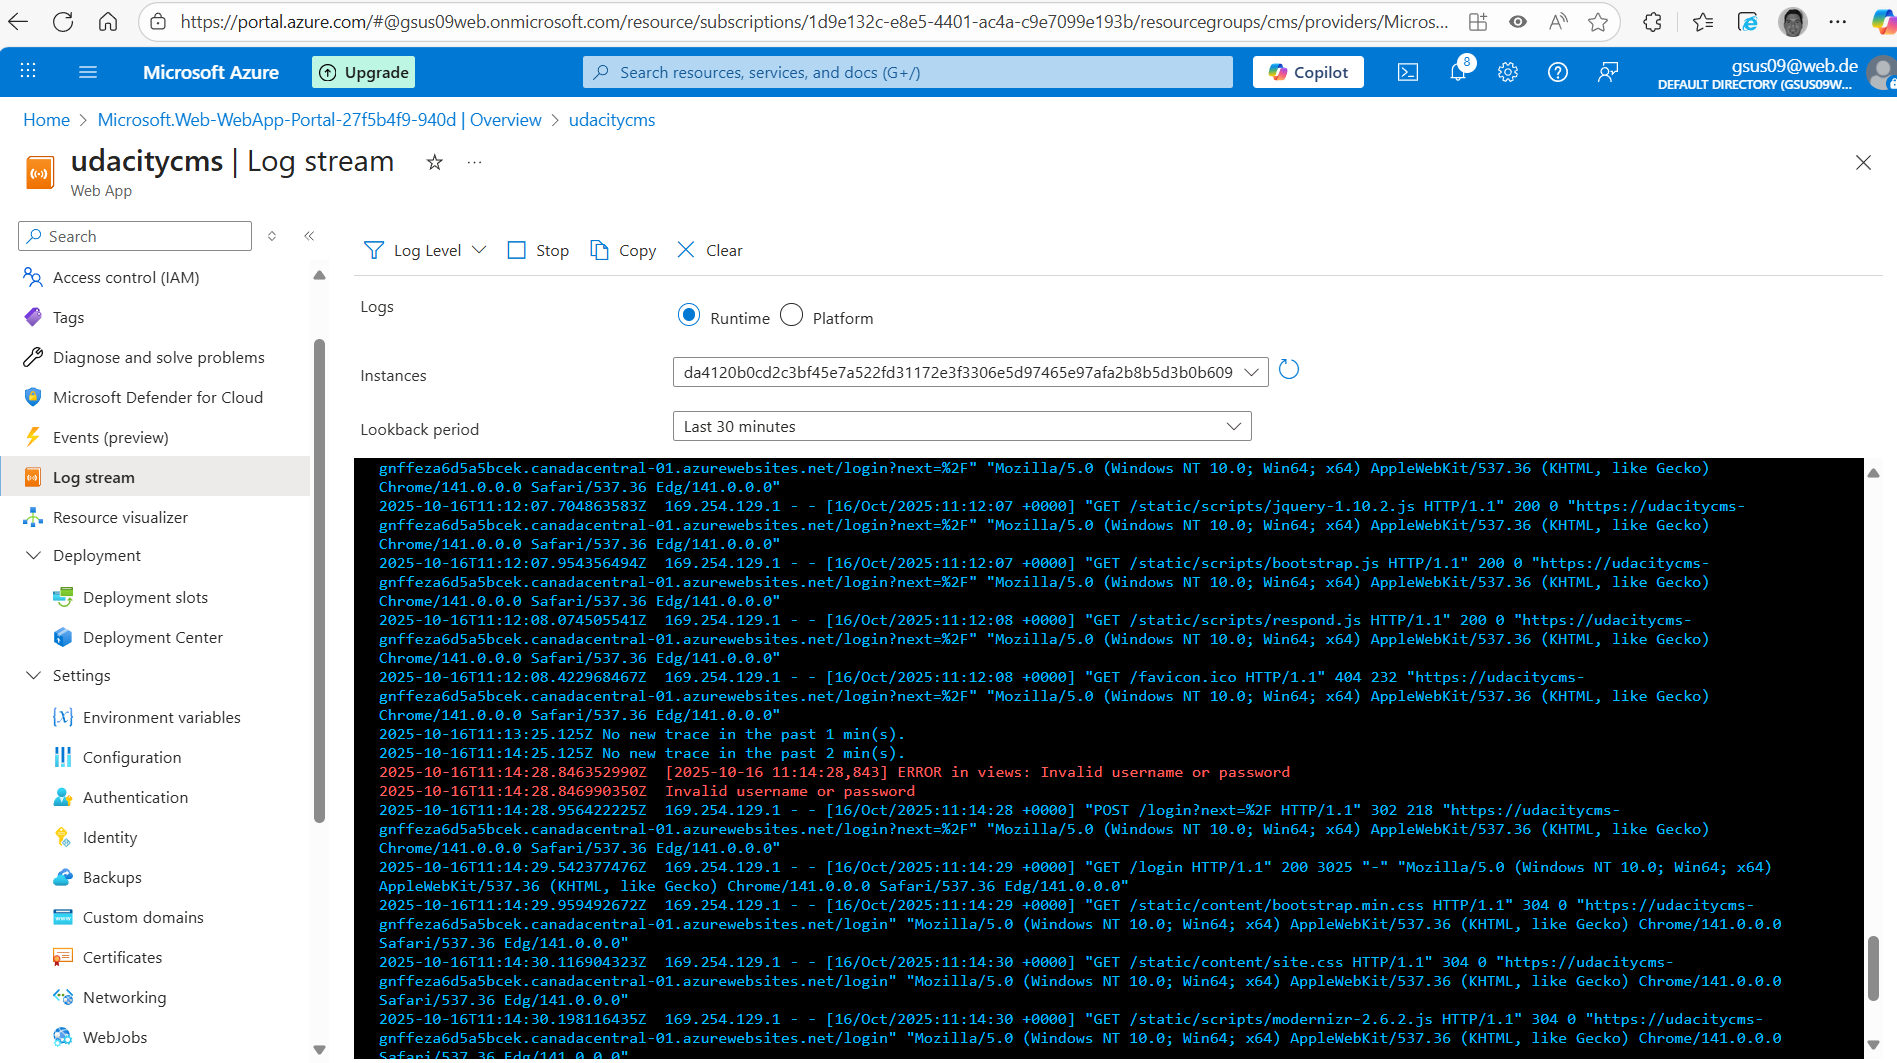 https://portal.azure.com/#@gsus09web.onmicrosoft.com/resource/subscriptions/1d9e132c-e8e5-4401-ac4a-c9e7099e193b/resourcegroups/cms/providers/Micros...
Microsoft Azure
Upgrade
Search resources, services, and docs (G+/)
Copilot
8
gsus09@web.de
DEFAULT DIRECTORY (GSUS09W...
Home > Microsoft.Web-WebApp-Portal-27f5b4f9-940d | Overview > udacitycms
udacitycms | Log stream
Web App
Search
Access control (IAM)
Tags
Diagnose and solve problems
Microsoft Defender for Cloud
Events (preview)
Log stream
Resource visualizer
Deployment
Deployment slots
Deployment Center
Settings
Environment variables
Configuration
Authentication
Identity
Backups
Custom domains
Certificates
Networking
WebJobs
Log Level
Stop
Copy
Clear
Logs
Runtime
Platform
Instances
da4120b0cd2c3bf45e7a522fd31172e3f3306e5d97465e97afa2b8b5d3b0b609
Lookback period
Last 30 minutes
gnffeza6d5a5bcek.canadacentral-01.azurewebsites.net/login?next=%2F" "Mozilla/5.0 (Windows NT 10.0; Win64; x64) AppleWebKit/537.36 (KHTML, like Gecko)
Chrome/141.0.0.0 Safari/537.36 Edg/141.0.0.0"
2025-10-16T11:12:07.704863583Z  169.254.129.1 - - [16/Oct/2025:11:12:07 +0000] "GET /static/scripts/jquery-1.10.2.js HTTP/1.1" 200 0 "https://udacitycms-
gnffeza6d5a5bcek.canadacentral-01.azurewebsites.net/login?next=%2F" "Mozilla/5.0 (Windows NT 10.0; Win64; x64) AppleWebKit/537.36 (KHTML, like Gecko)
Chrome/141.0.0.0 Safari/537.36 Edg/141.0.0.0"
2025-10-16T11:12:07.954356494Z  169.254.129.1 - - [16/Oct/2025:11:12:07 +0000] "GET /static/scripts/bootstrap.js HTTP/1.1" 200 0 "https://udacitycms-
gnffeza6d5a5bcek.canadacentral-01.azurewebsites.net/login?next=%2F" "Mozilla/5.0 (Windows NT 10.0; Win64; x64) AppleWebKit/537.36 (KHTML, like Gecko)
Chrome/141.0.0.0 Safari/537.36 Edg/141.0.0.0"
2025-10-16T11:12:08.074505541Z  169.254.129.1 - - [16/Oct/2025:11:12:08 +0000] "GET /static/scripts/respond.js HTTP/1.1" 200 0 "https://udacitycms-
gnffeza6d5a5bcek.canadacentral-01.azurewebsites.net/login?next=%2F" "Mozilla/5.0 (Windows NT 10.0; Win64; x64) AppleWebKit/537.36 (KHTML, like Gecko)
Chrome/141.0.0.0 Safari/537.36 Edg/141.0.0.0"
2025-10-16T11:12:08.422968467Z  169.254.129.1 - - [16/Oct/2025:11:12:08 +0000] "GET /favicon.ico HTTP/1.1" 404 232 "https://udacitycms-
gnffeza6d5a5bcek.canadacentral-01.azurewebsites.net/login?next=%2F" "Mozilla/5.0 (Windows NT 10.0; Win64; x64) AppleWebKit/537.36 (KHTML, like Gecko)
Chrome/141.0.0.0 Safari/537.36 Edg/141.0.0.0"
2025-10-16T11:13:25.125Z No new trace in the past 1 min(s).
2025-10-16T11:14:25.125Z No new trace in the past 2 min(s).
2025-10-16T11:14:28.846352990Z  [2025-10-16 11:14:28,843] ERROR in views: Invalid username or password
2025-10-16T11:14:28.846990350Z  Invalid username or password
2025-10-16T11:14:28.956422225Z  169.254.129.1 - - [16/Oct/2025:11:14:28 +0000] "POST /login?next=%2F HTTP/1.1" 302 218 "https://udacitycms-
gnffeza6d5a5bcek.canadacentral-01.azurewebsites.net/login?next=%2F" "Mozilla/5.0 (Windows NT 10.0; Win64; x64) AppleWebKit/537.36 (KHTML, like Gecko)
Chrome/141.0.0.0 Safari/537.36 Edg/141.0.0.0"
2025-10-16T11:14:29.542377476Z  169.254.129.1 - - [16/Oct/2025:11:14:29 +0000] "GET /login HTTP/1.1" 200 3025 "-" "Mozilla/5.0 (Windows NT 10.0; Win64; x64)
AppleWebKit/537.36 (KHTML, like Gecko) Chrome/141.0.0.0 Safari/537.36 Edg/141.0.0.0"
2025-10-16T11:14:29.959492672Z  169.254.129.1 - - [16/Oct/2025:11:14:29 +0000] "GET /static/content/bootstrap.min.css HTTP/1.1" 304 0 "https://udacitycms-
gnffeza6d5a5bcek.canadacentral-01.azurewebsites.net/login" "Mozilla/5.0 (Windows NT 10.0; Win64; x64) AppleWebKit/537.36 (KHTML, like Gecko) Chrome/141.0.0.0
Safari/537.36 Edg/141.0.0.0"
2025-10-16T11:14:30.116904323Z  169.254.129.1 - - [16/Oct/2025:11:14:30 +0000] "GET /static/content/site.css HTTP/1.1" 304 0 "https://udacitycms-
gnffeza6d5a5bcek.canadacentral-01.azurewebsites.net/login" "Mozilla/5.0 (Windows NT 10.0; Win64; x64) AppleWebKit/537.36 (KHTML, like Gecko) Chrome/141.0.0.0
Safari/537.36 Edg/141.0.0.0"
2025-10-16T11:14:30.198116435Z  169.254.129.1 - - [16/Oct/2025:11:14:30 +0000] "GET /static/scripts/modernizr-2.6.2.js HTTP/1.1" 304 0 "https://udacitycms-
gnffeza6d5a5bcek.canadacentral-01.azurewebsites.net/login" "Mozilla/5.0 (Windows NT 10.0; Win64; x64) AppleWebKit/537.36 (KHTML, like Gecko) Chrome/141.0.0.0
Safari/537.36 Edg/141.0.0.0"